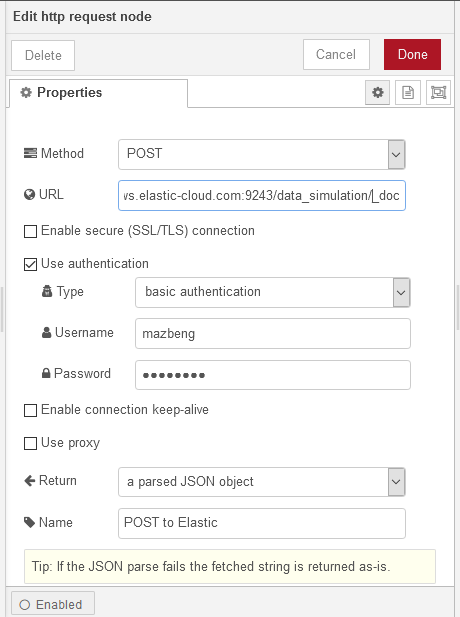 Edit http request node
Delete
Cancel
Done
Properties
Method
POST
URL
vs.elastic-cloud.com:9243/data_simulation/_doc
Enable secure (SSL/TLS) connection
Use authentication
Type
basic authentication
Username
mazbeng
Password
●●●●●●●●
Enable connection keep-alive
Use proxy
Return
a parsed JSON object
Name
POST to Elastic
Tip: If the JSON parse fails the fetched string is returned as-is.
Enabled